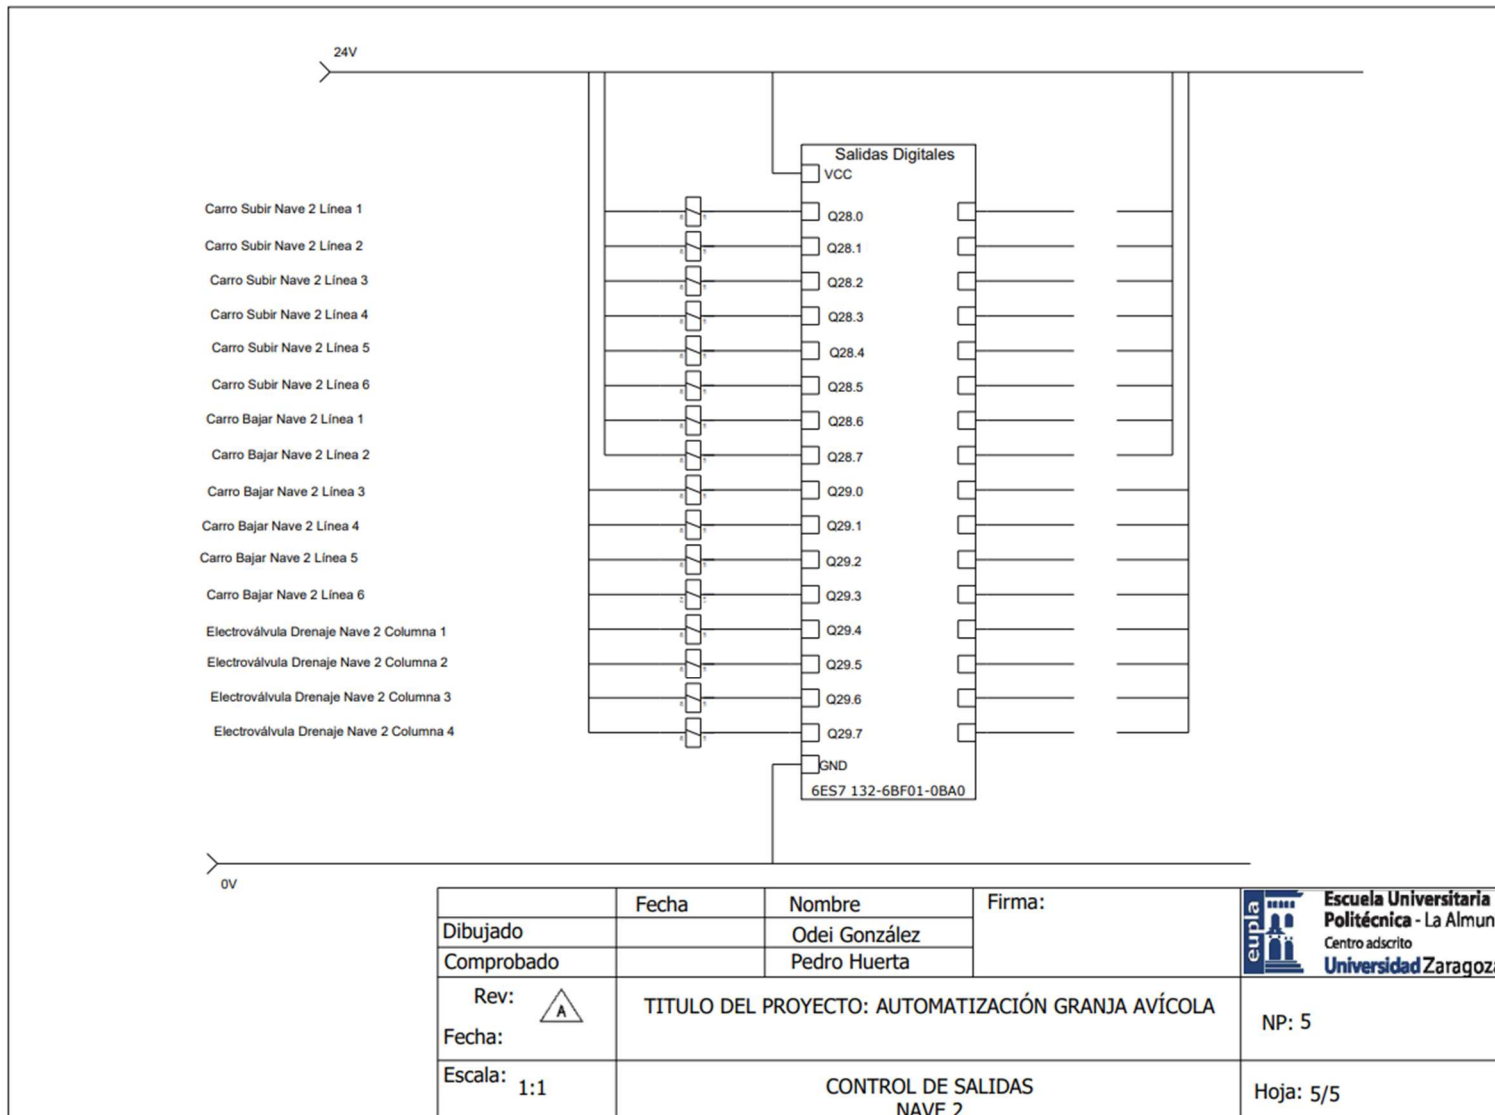 24V
Salidas Digitales
VCC
Carro Subir Nave 2 Línea 1
Q28.0
Carro Subir Nave 2 Línea 2
Q28.1
Carro Subir Nave 2 Línea 3
Q28.2
Carro Subir Nave 2 Línea 4
Q28.3
Carro Subir Nave 2 Línea 5
Q28.4
Carro Subir Nave 2 Línea 6
Q28.5
Carro Bajar Nave 2 Línea 1
Q28.6
Carro Bajar Nave 2 Línea 2
Q28.7
Carro Bajar Nave 2 Línea 3
Q29.0
Carro Bajar Nave 2 Línea 4
Q29.1
Carro Bajar Nave 2 Línea 5
Q29.2
Carro Bajar Nave 2 Línea 6
Q29.3
Electroválvula Drenaje Nave 2 Columna 1
Q29.4
Electroválvula Drenaje Nave 2 Columna 2
Q29.5
Electroválvula Drenaje Nave 2 Columna 3
Q29.6
Electroválvula Drenaje Nave 2 Columna 4
Q29.7
GND
6ES7 132-6BF01-0BA0
0V
Fecha
Nombre
Firma:
Dibujado
Odei González
Comprobado
Pedro Huerta
eupla
Escuela Universitaria
Politécnica - La Almun
Centro adscrito
Universidad Zaragoza
Rev:
A
Fecha:
TITULO DEL PROYECTO: AUTOMATIZACIÓN GRANJA AVÍCOLA
NP: 5
Escala: 1:1
CONTROL DE SALIDAS
NAVE 2
Hoja: 5/5